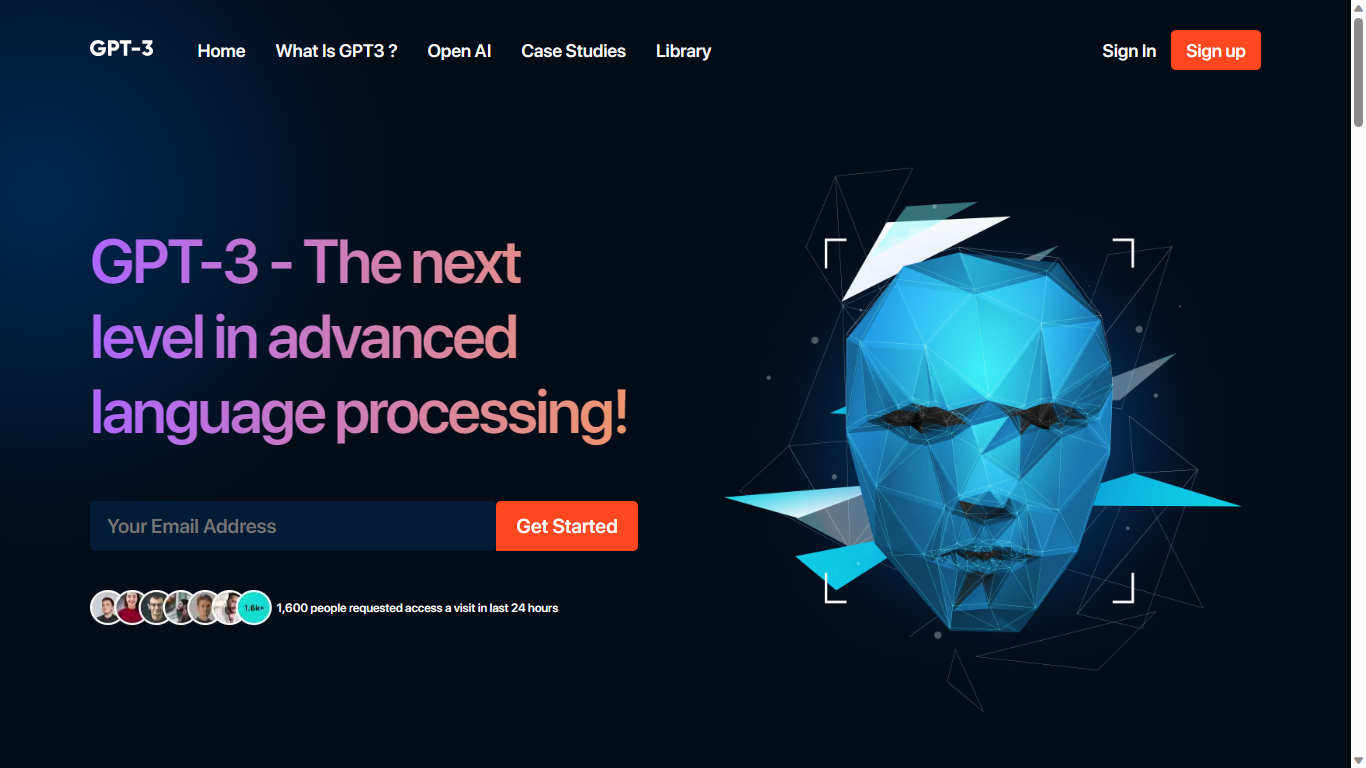 GPT-3
Home
What Is GPT3 ?
Open AI
Case Studies
Library
Sign In
Sign up
GPT-3 - The next
level in advanced
language processing!
Your Email Address
Get Started
1.6k+
1,600 people requested access a visit in last 24 hours